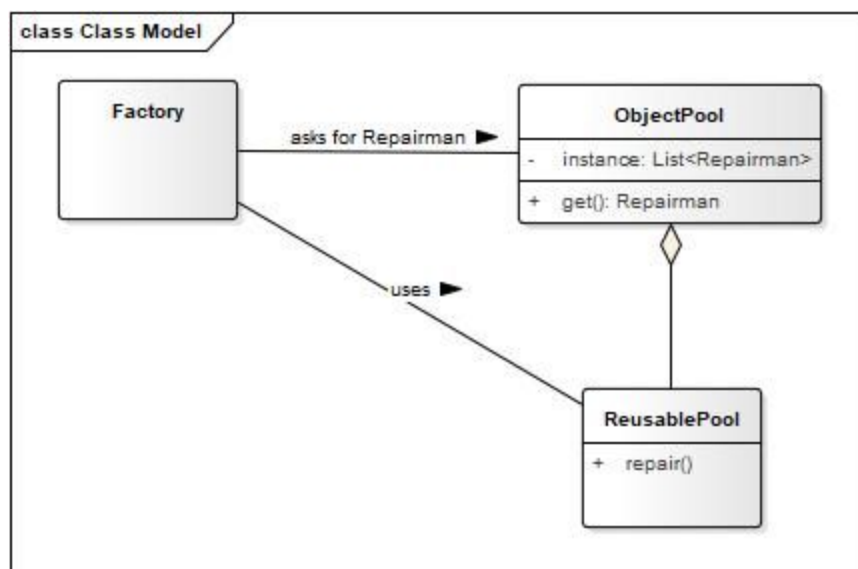 class Class Model
Factory
asks for Repairman
ObjectPool
- instance: List<Repairman>
+ get(): Repairman
uses
ReusablePool
+ repair()